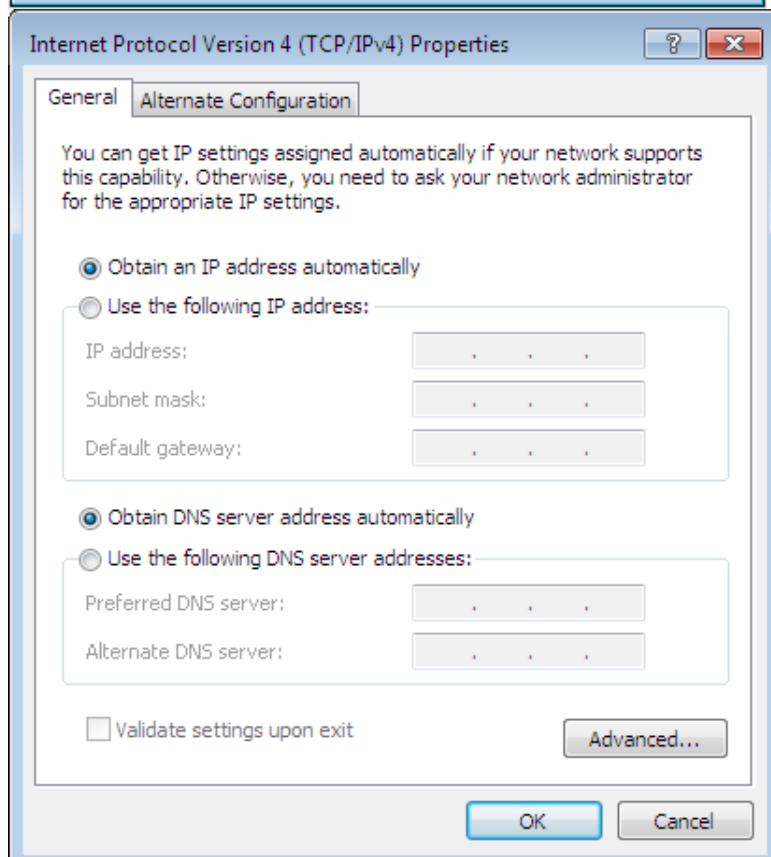 Internet Protocol Version 4 (TCP/IPv4) Properties
General
Alternate Configuration
You can get IP settings assigned automatically if your network supports
this capability. Otherwise, you need to ask your network administrator
for the appropriate IP settings.
Obtain an IP address automatically
Use the following IP address:
IP address:
. . .
Subnet mask:
. . .
Default gateway:
. . .
Obtain DNS server address automatically
Use the following DNS server addresses:
Preferred DNS server:
. . .
Alternate DNS server:
. . .
Validate settings upon exit
Advanced...
OK
Cancel